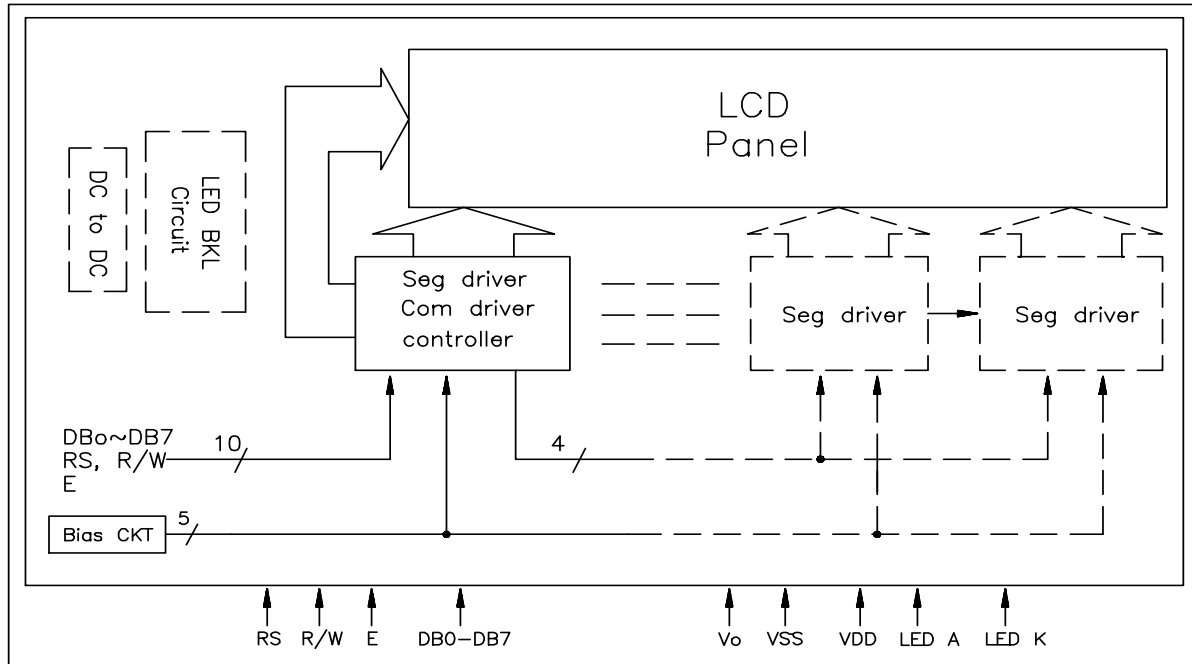 LCD
Panel
DC to DC
LED BKL
Circuit
Seg driver
Com driver
controller
Seg driver
Seg driver
DBo~DB7
RS, R/W
E
10
4
5
Bias CKT
RS R/W E DB0-DB7 Vo VSS VDD LED A LED K